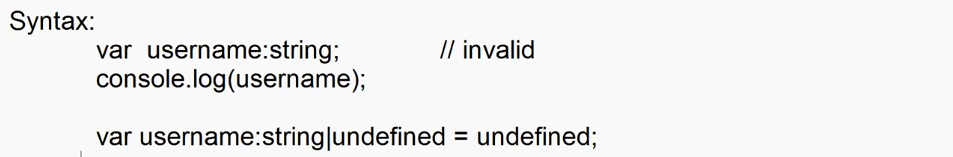 Syntax:
var username:string; // invalid
console.log(username);
var username:string|undefined = undefined;